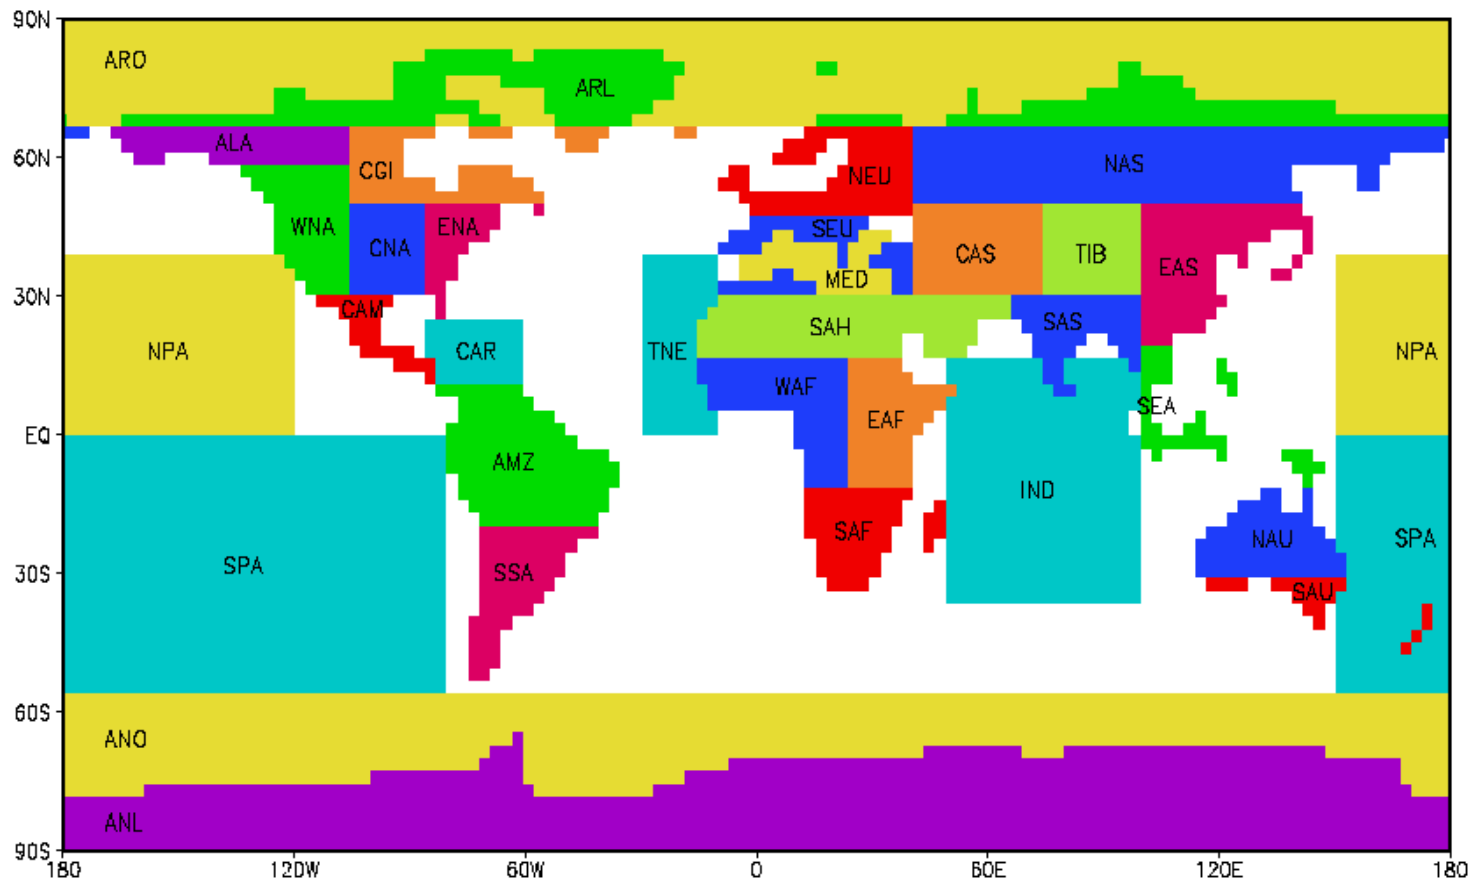 90N
ARO
ARL
ALA
60N
NAS
CGI
NEU
WNA
ENA
SEU
CNA
CAS
TIB
EAS
MED
30N
CAM
SAS
SAH
NPA
CAR
TNE
NPA
WAF
SEA
EAF
EQ
AMZ
IND
SAF
NAU
SPA
SPA
30S
SSA
SAU
60S
ANO
ANL
90S
180 120W 60W 0 60E 120E 180